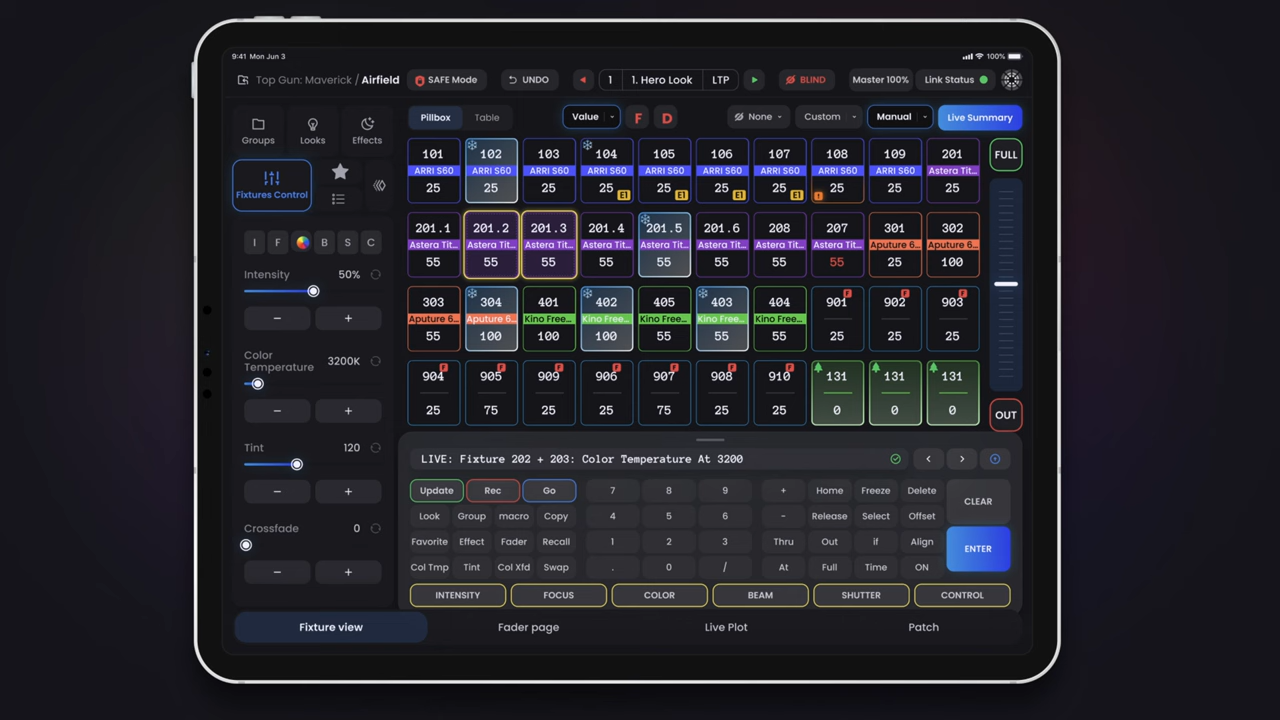 9:41 Mon Jun 3
100%
Top Gun: Maverick / Airfield
SAFE Mode
UNDO
1
1. Hero Look
LTP
BLIND
Master 100%
Link Status
Groups
Looks
Effects
Fixtures Control
Pillbox
Table
Value
F
D
None
Custom
Manual
Live Summary
101 102 103 104 105 106 107 108 109 201
ARRI S60 ARRI S60 ARRI S60 ARRI S60 ARRI S60 ARRI S60 ARRI S60 ARRI S60 ARRI S60 Astera Tit...
25 25 25 25 25 25 25 25 25 25
E1 E1 E1 E1 !
FULL
201.1 201.2 201.3 201.4 201.5 201.6 208 207 301 302
Astera Tit... Astera Tit... Astera Tit... Astera Tit... Astera Tit... Astera Tit... Astera Tit... Astera Tit... Aputure 6... Aputure 6...
55 55 55 55 55 55 55 55 25 100
303 304 401 402 405 403 404 901 902 903
F F F
Aputure 6... Aputure 6... Kino Free... Kino Free... Kino Free... Kino Free... Kino Free...
55 100 100 100 55 55 55 25 25 25
904 905 909 906 907 908 910 131 131 131
F F F F F F F
25 75 25 25 75 25 25 0 0 0
OUT
I F B S C
Intensity 50%
− +
Color
Temperature 3200K
− +
Tint 120
− +
Crossfade 0
− +
LIVE: Fixture 202 + 203: Color Temperature At 3200
Update Rec Go 7 8 9 + Home Freeze Delete
CLEAR
Look Group macro Copy 4 5 6 - Release Select Offset
Favorite Effect Fader Recall 1 2 3 Thru Out if Align
ENTER
Col Tmp Tint Col Xfd Swap . 0 / At Full Time ON
INTENSITY FOCUS COLOR BEAM SHUTTER CONTROL
Fixture view Fader page Live Plot Patch